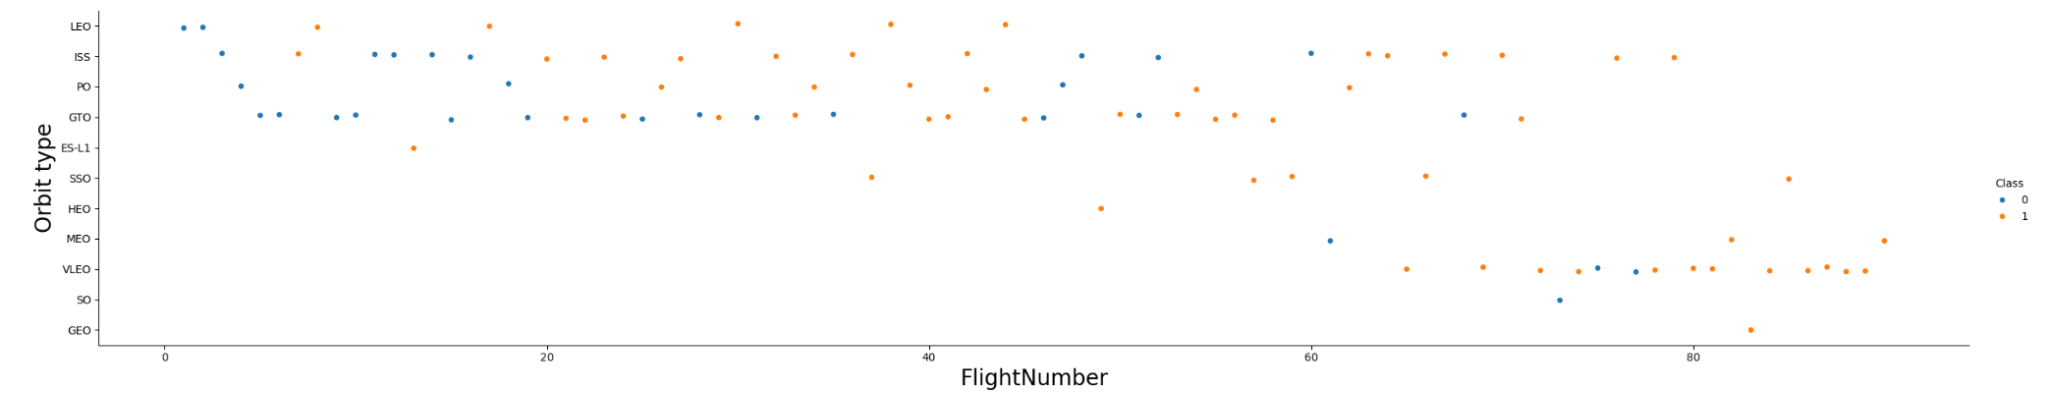 LEO
ISS
PO
GTO
ES-L1
SSO
HEO
MEO
VLEO
SO
GEO
Orbit type
0 20 40 60 80
FlightNumber
Class
0
1